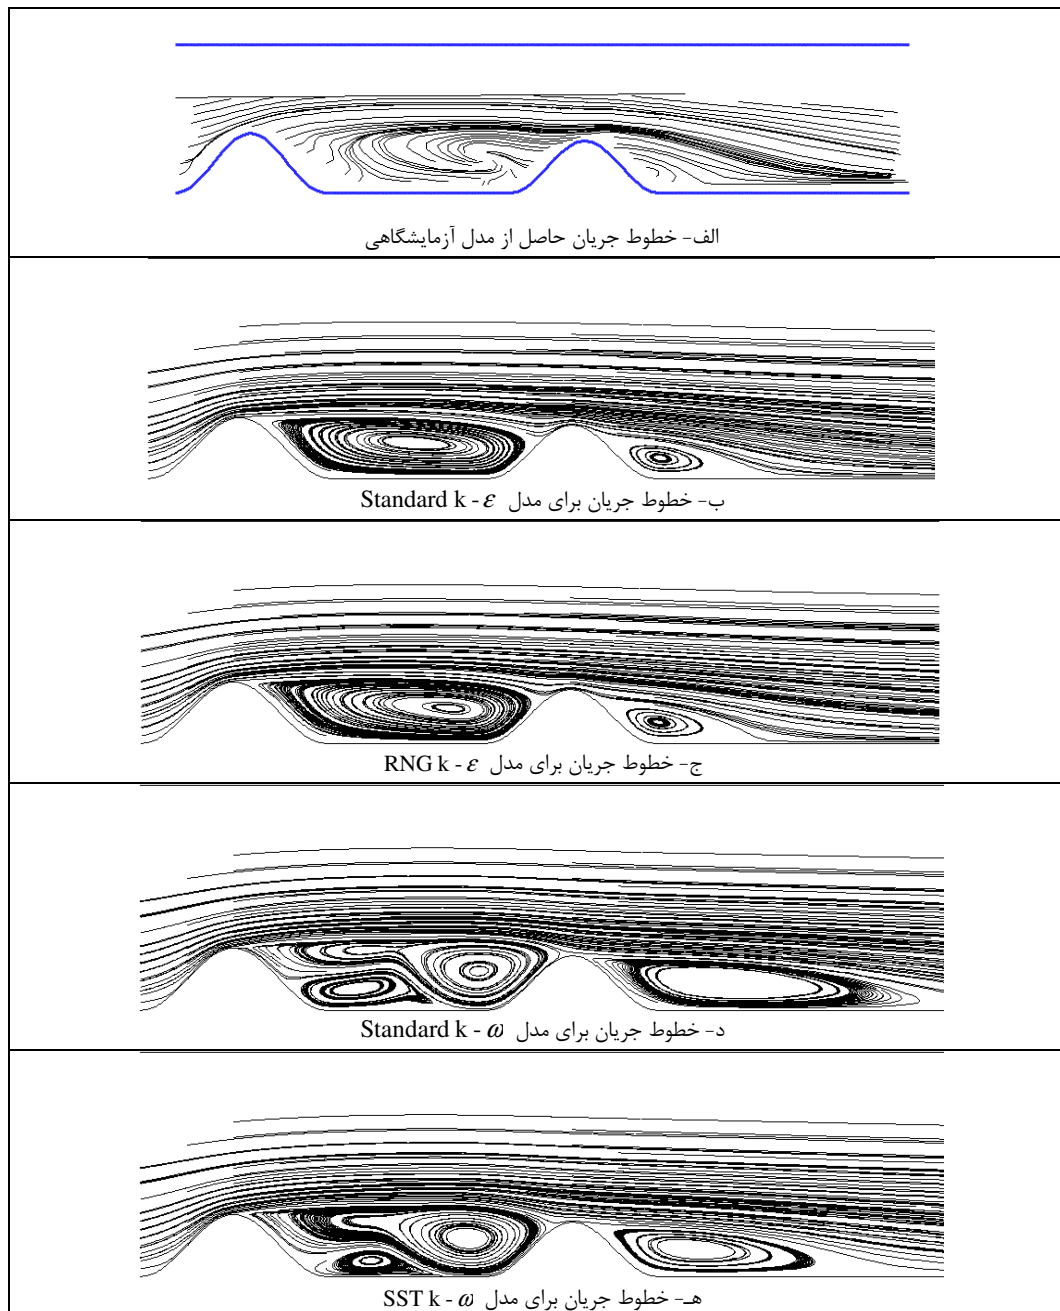 الف- خطوط جریان حاصل از مدل آزمایشگاهی
ب- خطوط جریان برای مدل Standard k - ε
ج- خطوط جریان برای مدل RNG k - ε
د- خطوط جریان برای مدل Standard k - ω
هـ- خطوط جریان برای مدل SST k - ω